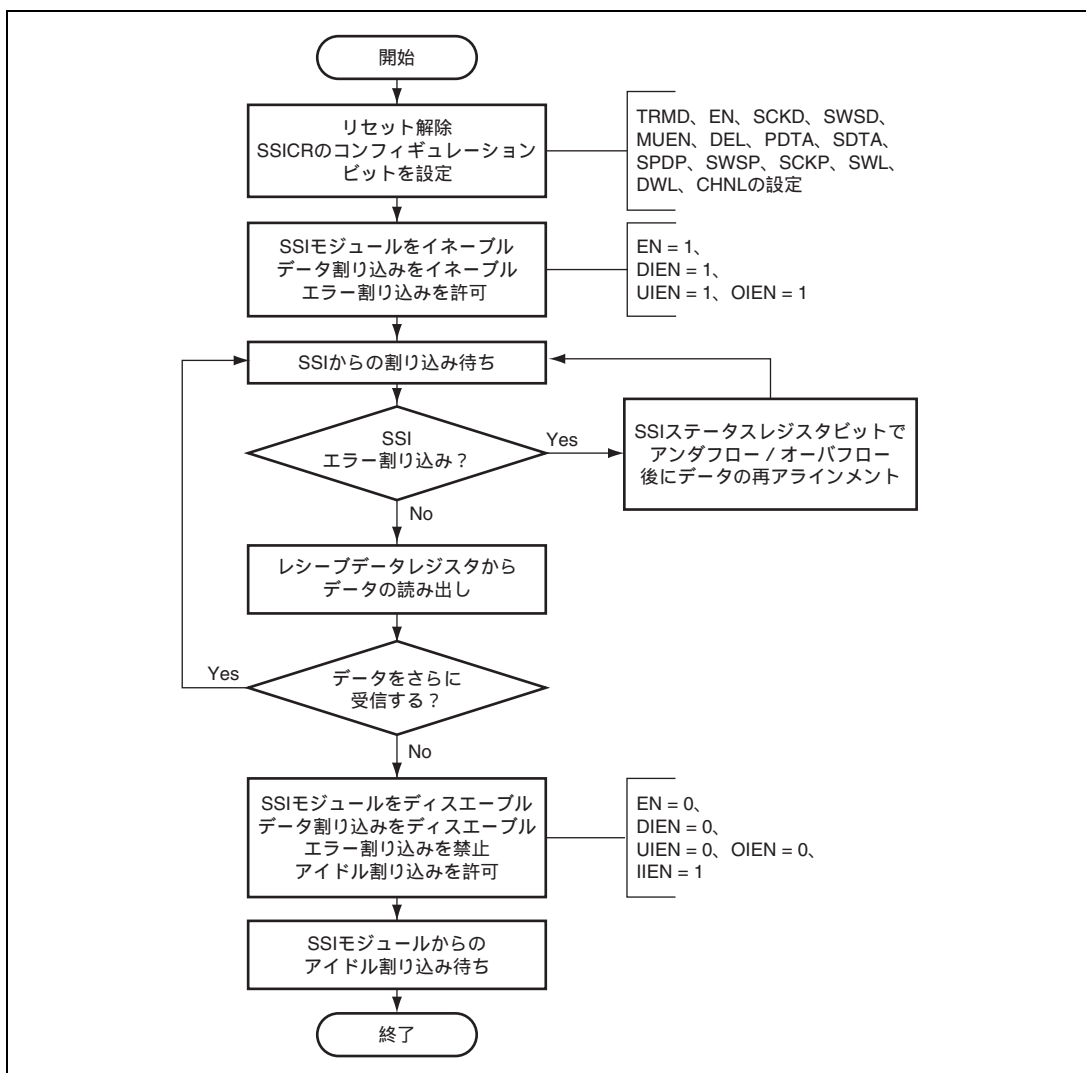 開始
リセット解除
SSICRのコンフィギュレーション
ビットを設定
TRMD、EN、SCKD、SWSD、
MUEN、DEL、PDTA、SDTA、
SPDP、SWSP、SCKP、SWL、
DWL、CHNLの設定
SSIモジュールをイネーブル
データ割り込みをイネーブル
エラー割り込みを許可
EN = 1、
DIEN = 1、
UIEN = 1、OIEN = 1
SSIからの割り込み待ち
SSI
エラー割り込み？
Yes
SSIステータスレジスタビットで
アンダフロー / オーバフロー
後にデータの再アラインメント
No
レシーブデータレジスタから
データの読み出し
Yes
データをさらに
受信する？
No
SSIモジュールをディスエーブル
データ割り込みをディスエーブル
エラー割り込みを禁止
アイドル割り込みを許可
EN = 0、
DIEN = 0、
UIEN = 0、OIEN = 0、
IIEN = 1
SSIモジュールからの
アイドル割り込み待ち
終了